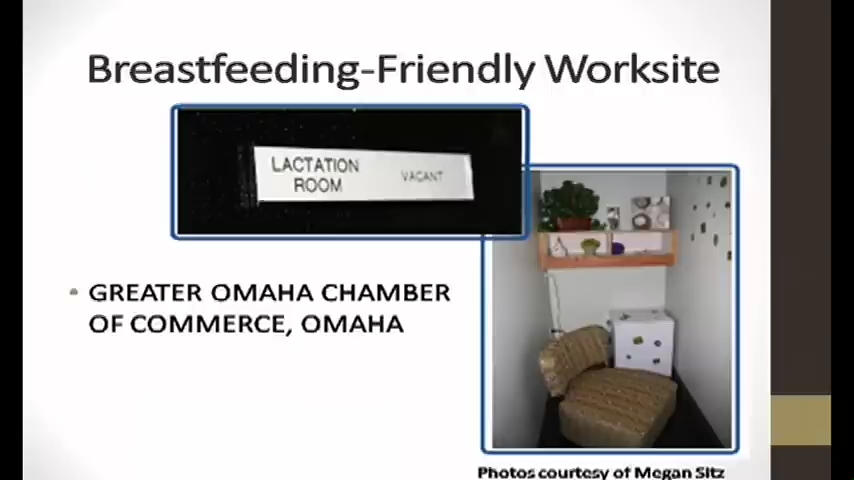 Breastfeeding-Friendly Worksite
LACTATION
ROOM
VACANT
GREATER OMAHA CHAMBER
OF COMMERCE, OMAHA
Photos courtesy of Megan Sitz